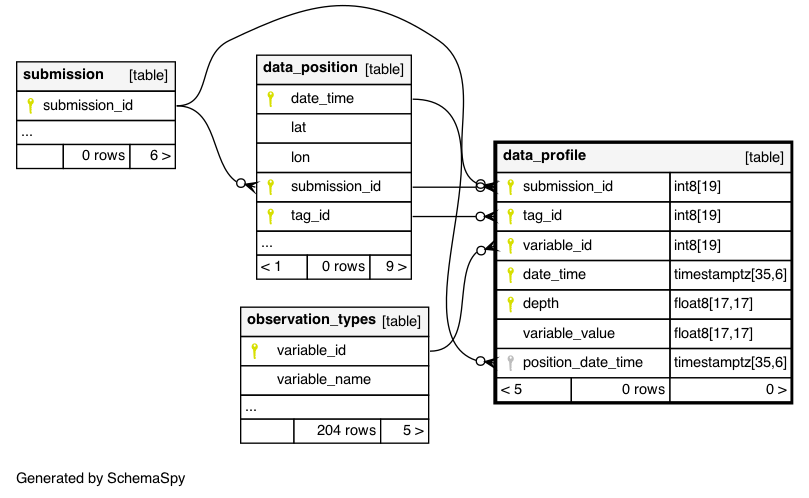 submission [table]
submission_id
...
0 rows 6 >
data_position [table]
date_time
lat
lon
submission_id
tag_id
...
< 1 0 rows 9 >
observation_types [table]
variable_id
variable_name
...
204 rows 5 >
data_profile [table]
submission_id int8[19]
tag_id int8[19]
variable_id int8[19]
date_time timestamptz[35,6]
depth float8[17,17]
variable_value float8[17,17]
position_date_time timestamptz[35,6]
< 5 0 rows 0 >
Generated by SchemaSpy